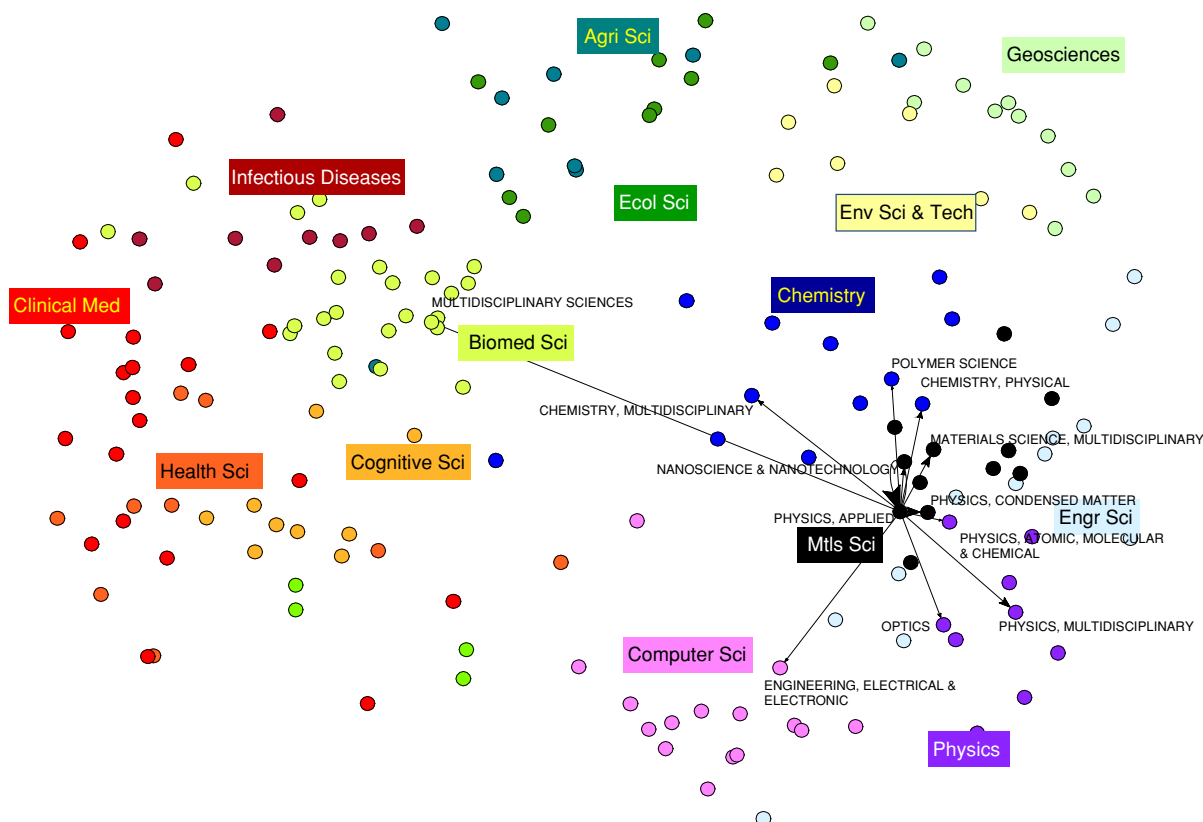 Agri Sci
Geosciences
Infectious Diseases
Ecol Sci
Env Sci & Tech
Clinical Med
MULTIDISCIPLINARY SCIENCES
Chemistry
Biomed Sci
POLYMER SCIENCE
CHEMISTRY, PHYSICAL
CHEMISTRY, MULTIDISCIPLINARY
MATERIALS SCIENCE, MULTIDISCIPLINARY
Cognitive Sci
Health Sci
NANOSCIENCE & NANOTECHNOLOGY
PHYSICS, CONDENSED MATTER
PHYSICS, APPLIED
Engr Sci
Mtls Sci
PHYSICS, ATOMIC, MOLECULAR
& CHEMICAL
OPTICS
PHYSICS, MULTIDISCIPLINARY
Computer Sci
ENGINEERING, ELECTRICAL &
ELECTRONIC
Physics